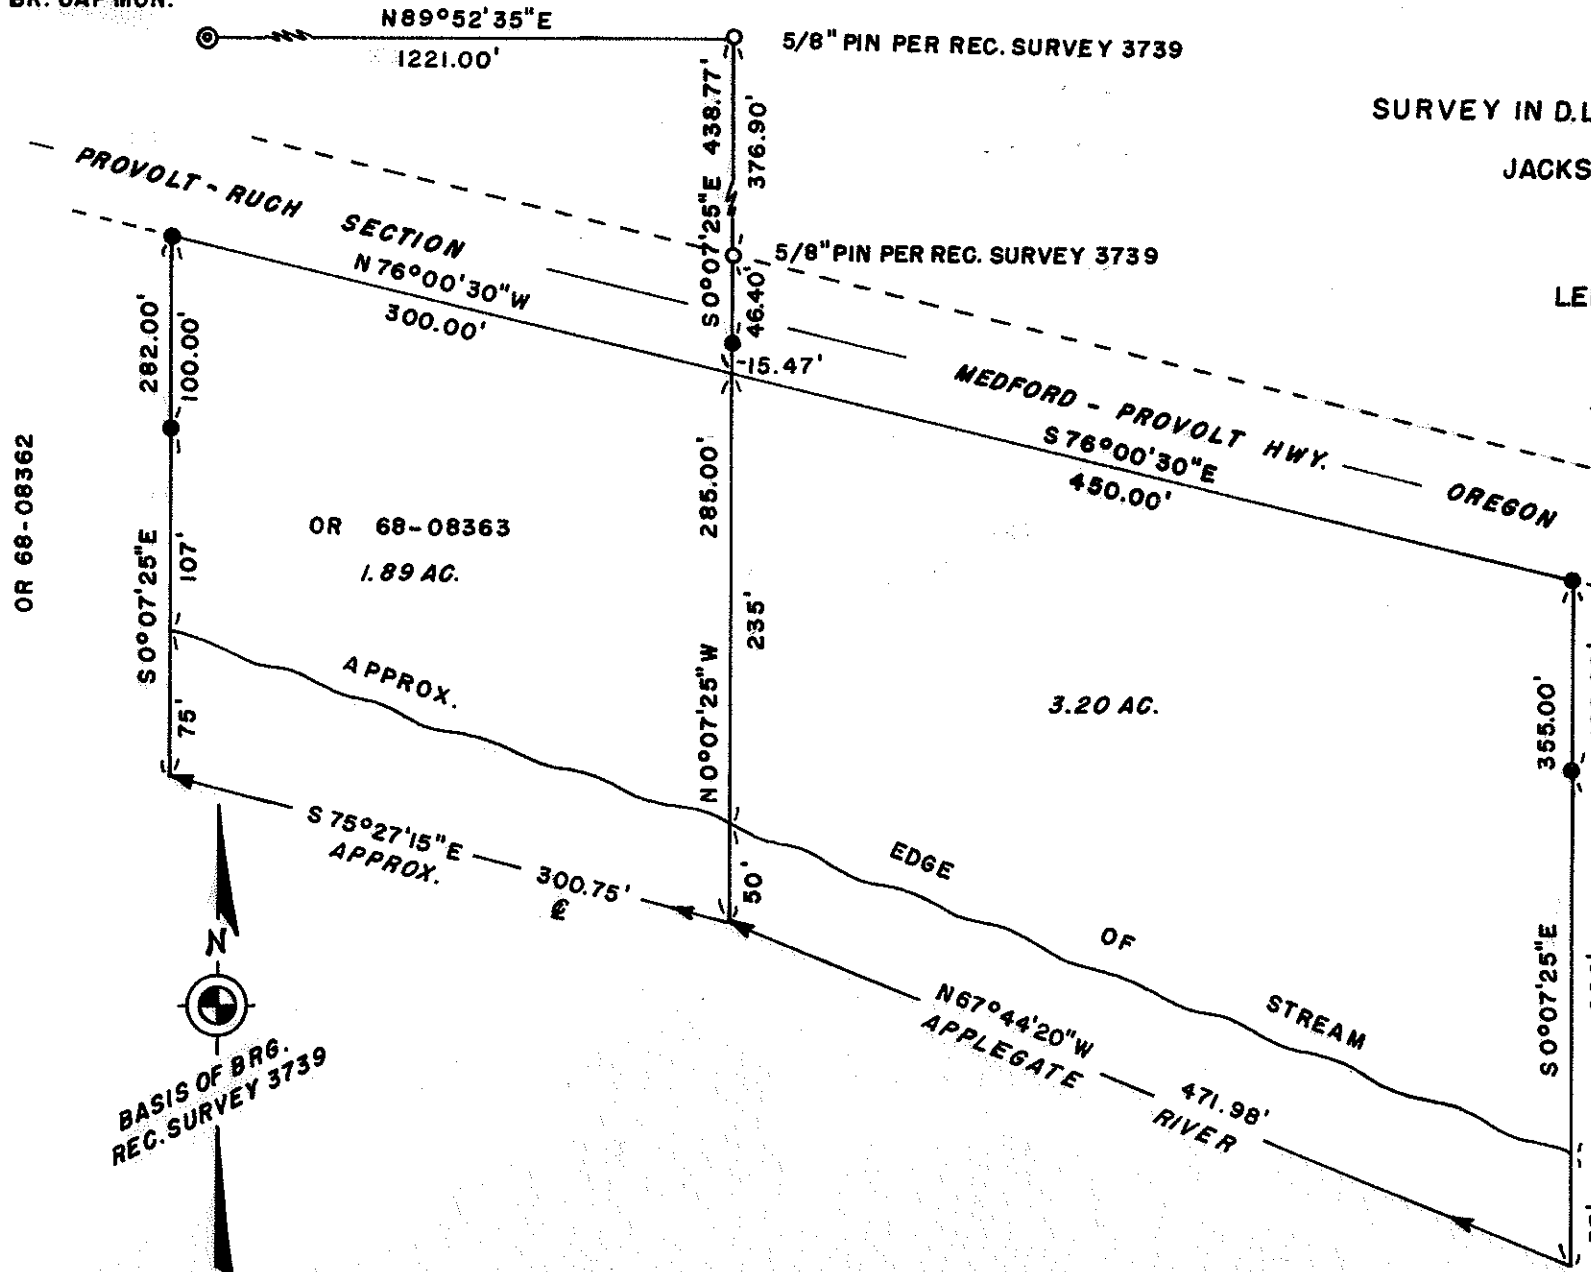 BR. CAP MON.
N89°52'35"E
1221.00'
5/8" PIN PER REC. SURVEY 3739
SURVEY IN D.L
JACKS
S0°07'25"E 438.77'
376.90'
PROVOLT - RUCH SECTION
N76°00'30"W
300.00'
5/8" PIN PER REC. SURVEY 3739
LE
46.40'
15.47'
282.00'
100.00'
MEDFORD - PROVOLT HWY.
S76°00'30"E
450.00'
OREGON
OR 68-08362
OR 68-08363
1.89 AC.
S0°07'25"E
107'
75'
285.00'
235'
N0°07'25"W
50'
3.20 AC.
355.00'
S0°07'25"E
APPROX.
EDGE
OF
STREAM
S75°27'15"E
APPROX.
300.75'
℄
N67°44'20"W
APPLEGATE
471.98'
RIVER
N
BASIS OF BRG.
REC. SURVEY 3739